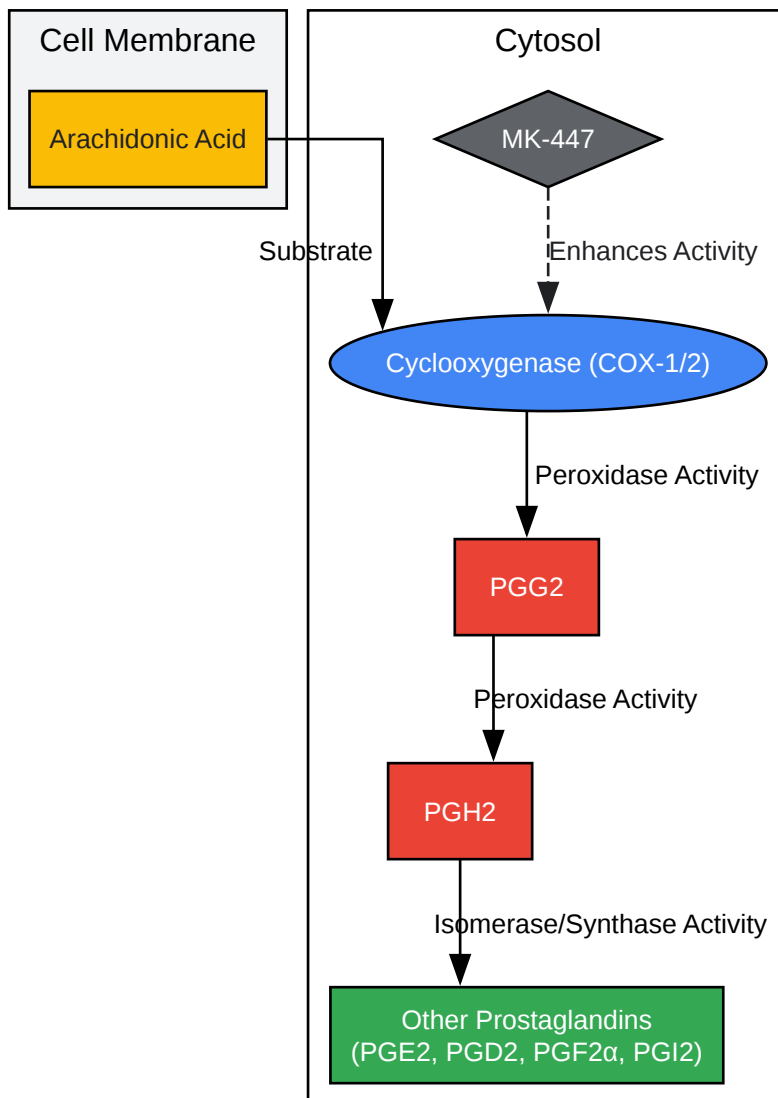 Cell Membrane
Cytosol
Arachidonic Acid
MK-447
Substrate
Enhances Activity
Cyclooxygenase (COX-1/2)
Peroxidase Activity
PGG2
Peroxidase Activity
PGH2
Isomerase/Synthase Activity
Other Prostaglandins
(PGE2, PGD2, PGF2α, PGI2)